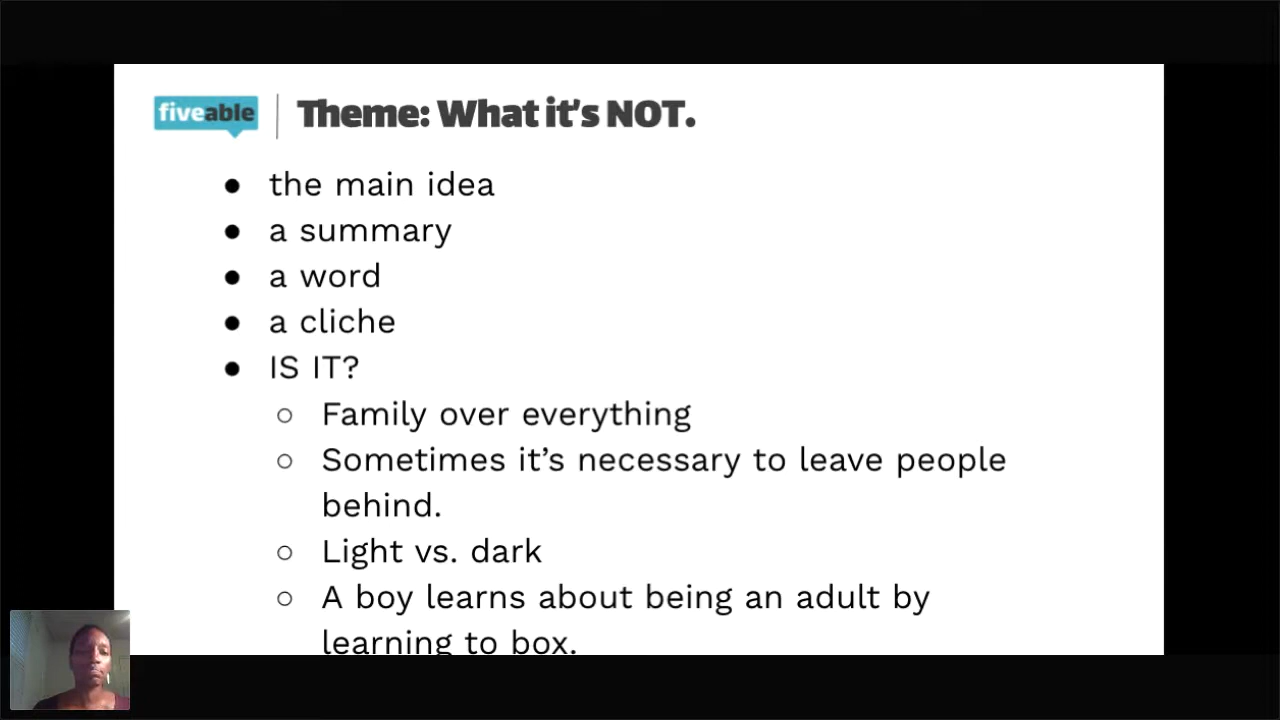 fiveable
Theme: What it's NOT.
● the main idea
● a summary
● a word
● a cliche
● IS IT?
○ Family over everything
○ Sometimes it's necessary to leave people
behind.
○ Light vs. dark
○ A boy learns about being an adult by
learning to box.